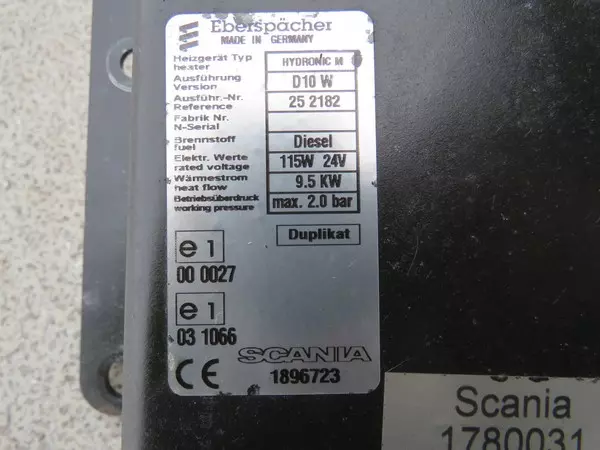 Eberspächer
MADE IN GERMANY
Heizgerät Typ HYDRONIC M
heater
Ausführung D10 W
Version
Ausführ.-Nr. 25 2182
Reference
Fabrik Nr.
N-Serial
Brennstoff Diesel
fuel
Elektr. Werte 115W 24V
rated voltage
Wärmestrom 9.5 KW
heat flow
Betriebsüberdruck max. 2.0 bar
working pressure
Duplikat
e1
00 0027
e1
03 1066
SCANIA
CE 1896723
Scania
1780031